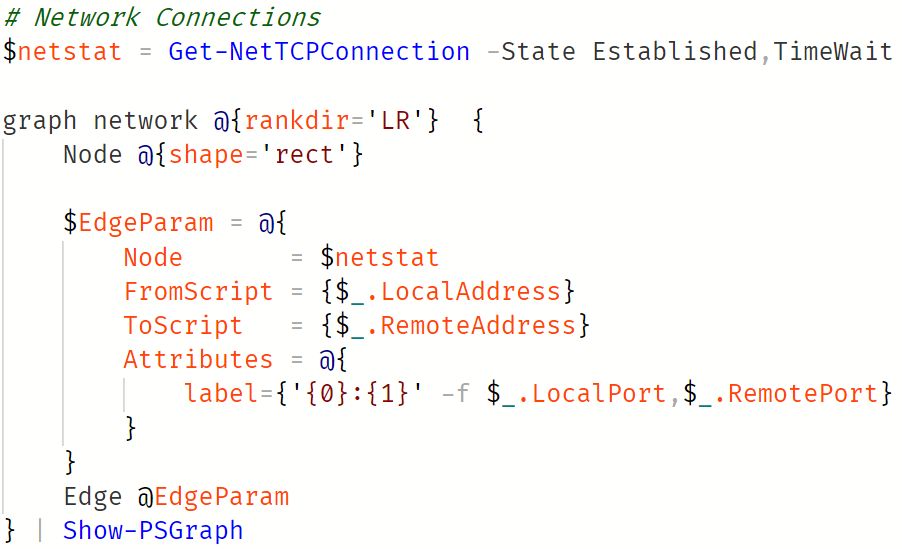 # Network Connections
$netstat = Get-NetTCPConnection -State Established,TimeWait
graph network @{rankdir='LR'}  {
Node @{shape='rect'}
$EdgeParam = @{
Node       = $netstat
FromScript = {$_.LocalAddress}
ToScript   = {$_.RemoteAddress}
Attributes = @{
label={'{0}:{1}' -f $_.LocalPort,$_.RemotePort}
}
}
Edge @EdgeParam
} | Show-PSGraph